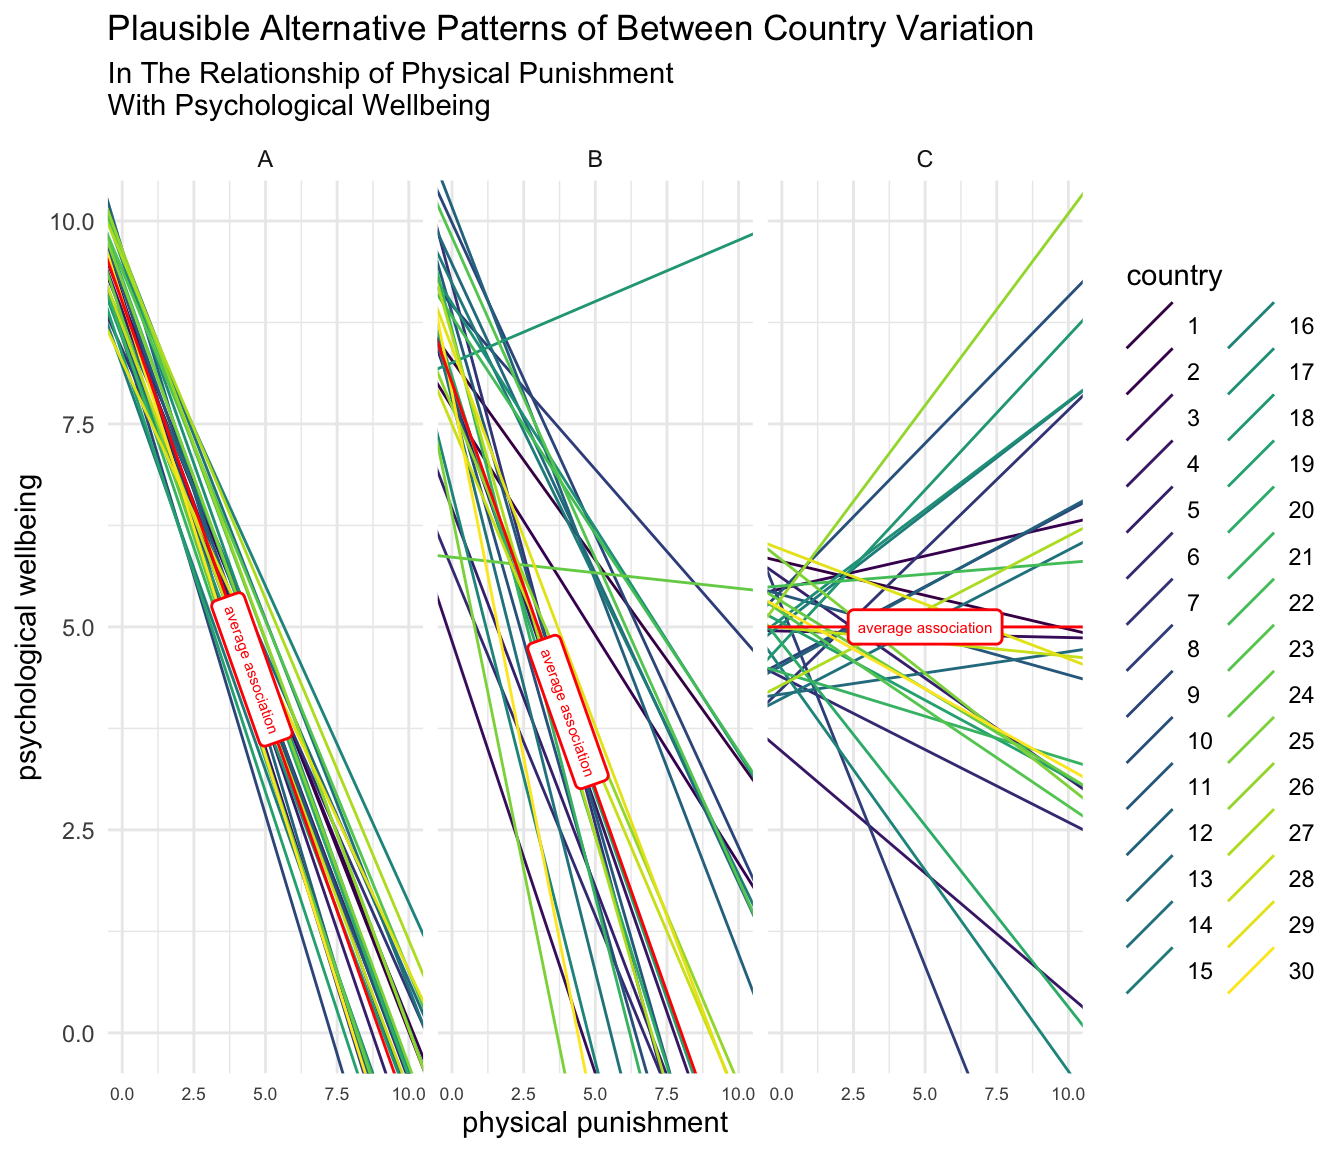 Plausible Alternative Patterns of Between Country Variation
In The Relationship of Physical Punishment
With Psychological Wellbeing
A
B
C
10.0
7.5
5.0
2.5
0.0
psychological wellbeing
average association
average association
average association
0.0 2.5 5.0 7.5 10.0
0.0 2.5 5.0 7.5 10.0
0.0 2.5 5.0 7.5 10.0
physical punishment
country
1
2
3
4
5
6
7
8
9
10
11
12
13
14
15
16
17
18
19
20
21
22
23
24
25
26
27
28
29
30